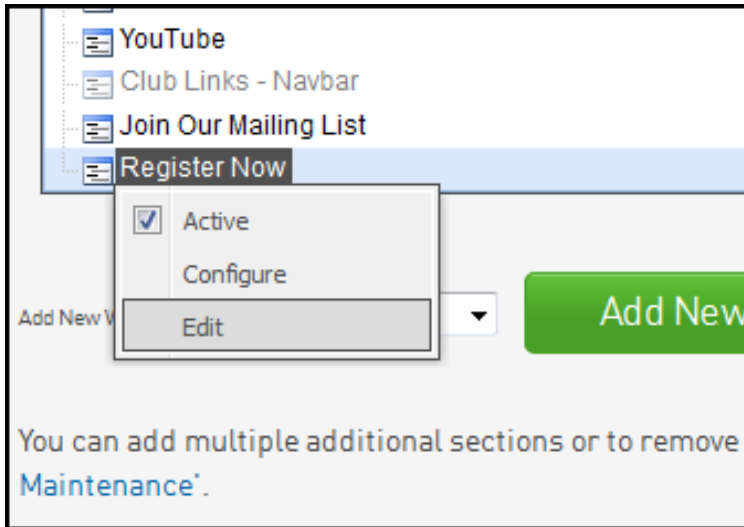 YouTube
Club Links - Navbar
Join Our Mailing List
Register Now
Active
Configure
Edit
Add New
Add New
You can add multiple additional sections or to remove
Maintenance'.